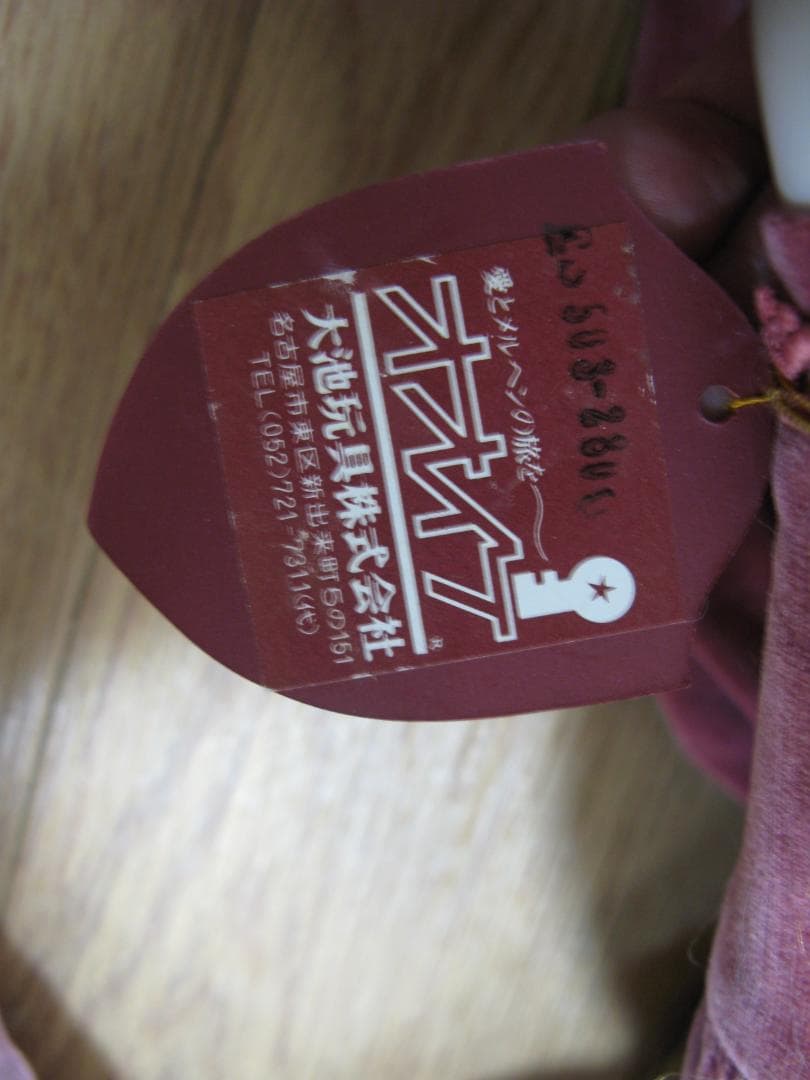 愛とメルヘンの旅を〜
オオイケ®
大池玩具株式会社
名古屋市東区新出来町5の151
TEL(052)721-7311(代)